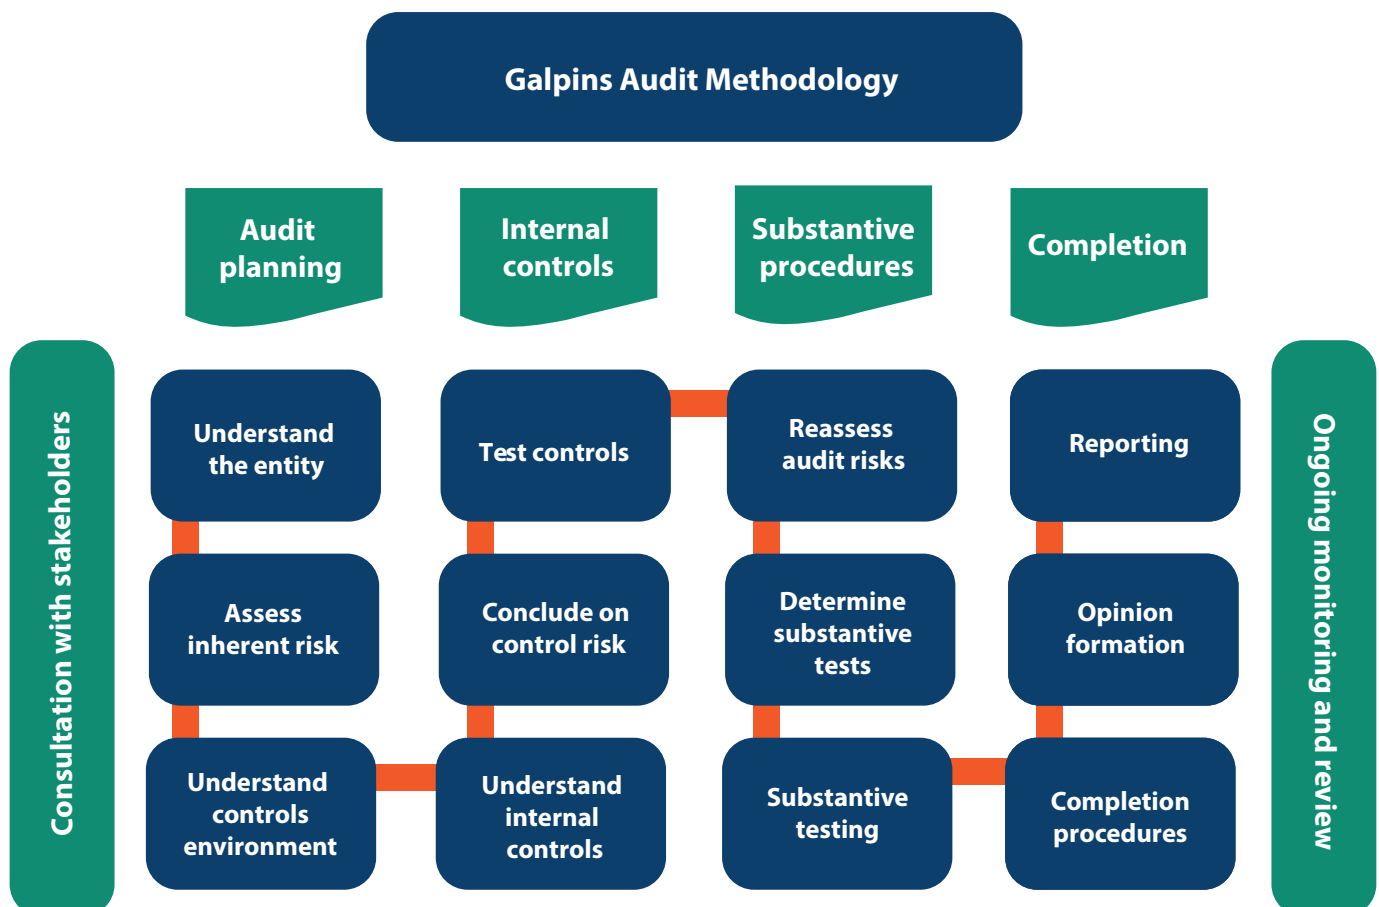 Galpins Audit Methodology
Audit
planning
Internal
controls
Substantive
procedures
Completion
Consultation with stakeholders
Understand
the entity
Test controls
Reassess
audit risks
Reporting
Assess
inherent risk
Conclude on
control risk
Determine
substantive
tests
Opinion
formation
Understand
controls
environment
Understand
internal
controls
Substantive
testing
Completion
procedures
Ongoing monitoring and review